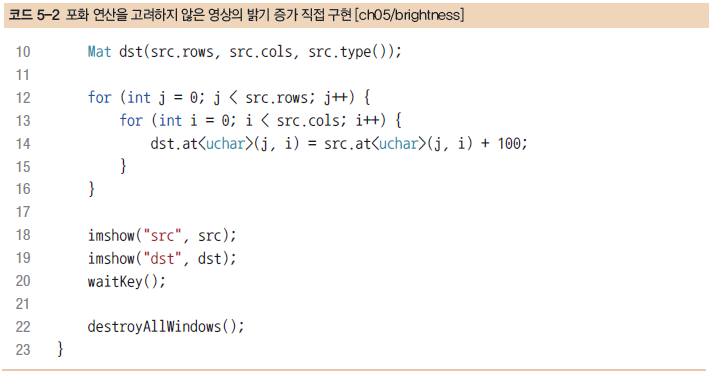 코드 5-2 포화 연산을 고려하지 않은 영상의 밝기 증가 직접 구현 [ch05/brightness]
10 Mat dst(src.rows, src.cols, src.type());
11
12 for (int j = 0; j < src.rows; j++) {
13 for (int i = 0; i < src.cols; i++) {
14 dst.at<uchar>(j, i) = src.at<uchar>(j, i) + 100;
15 }
16 }
17
18 imshow("src", src);
19 imshow("dst", dst);
20 waitKey();
21
22 destroyAllWindows();
23 }